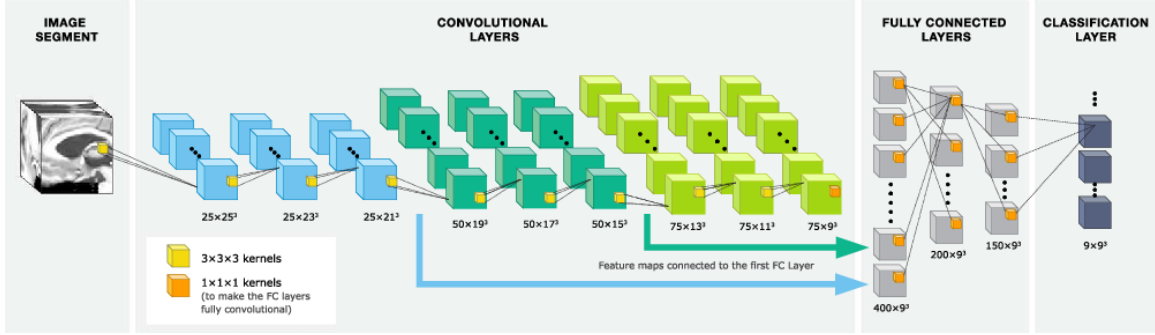 IMAGE
SEGMENT
CONVOLUTIONAL
LAYERS
FULLY CONNECTED
LAYERS
CLASSIFICATION
LAYER
25×25³
25×23³
25×21³
50×19³
50×17³
50×15³
75×13³
75×11³
75×9³
400×9³
200×9³
150×9³
9×9³
3×3×3 kernels
1×1×1 kernels
(to make the FC layers
fully convolutional)
Feature maps connected to the first FC Layer